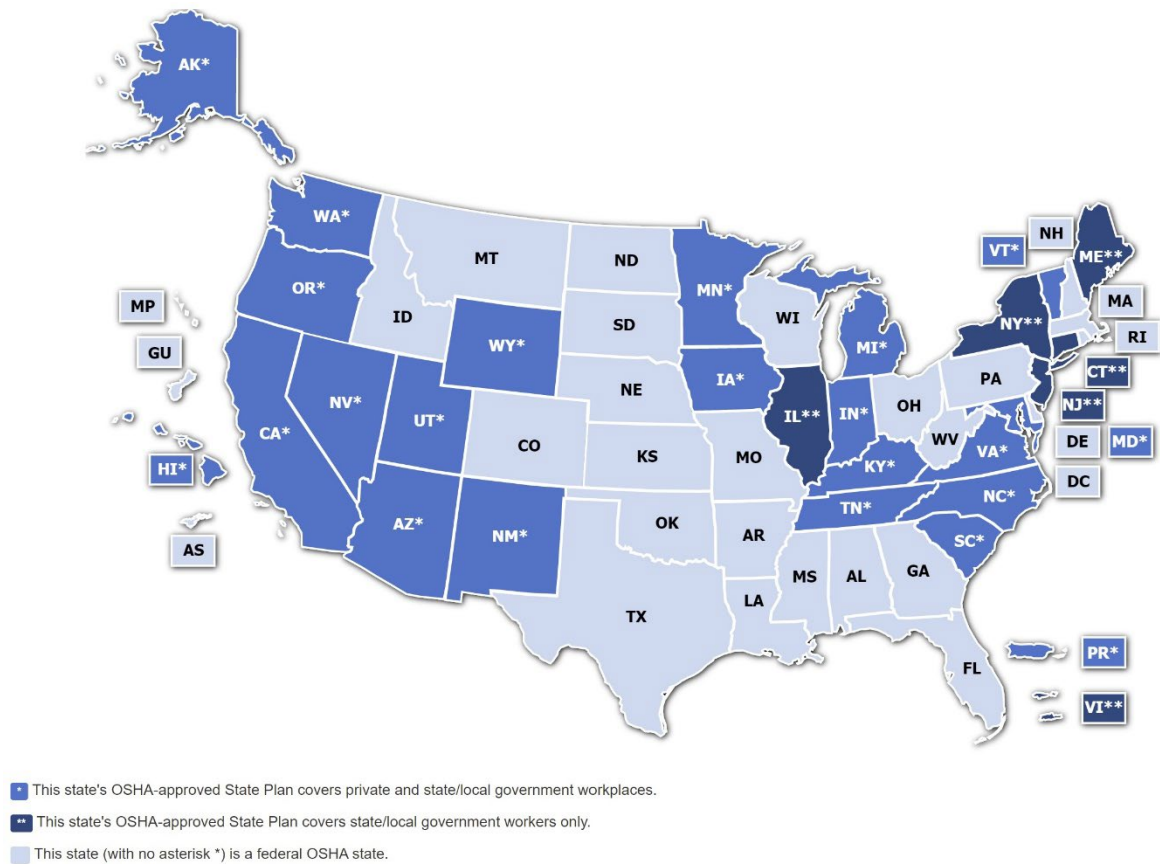 AK*
WA*
MT
ND
MN*
VT*
NH
ME**
OR*
ID
SD
WI
MI*
NY**
MA
RI
MP
GU
WY*
NE
IA*
PA
CT**
NJ**
NV*
UT*
CO
KS
MO
IL**
IN*
OH
WV
VA*
DE
MD*
CA*
HI*
KY*
DC
AS
AZ*
NM*
OK
AR
TN*
NC*
SC*
MS
AL
GA
TX
LA
FL
PR*
VI**
* This state's OSHA-approved State Plan covers private and state/local government workplaces.
** This state's OSHA-approved State Plan covers state/local government workers only.
This state (with no asterisk *) is a federal OSHA state.